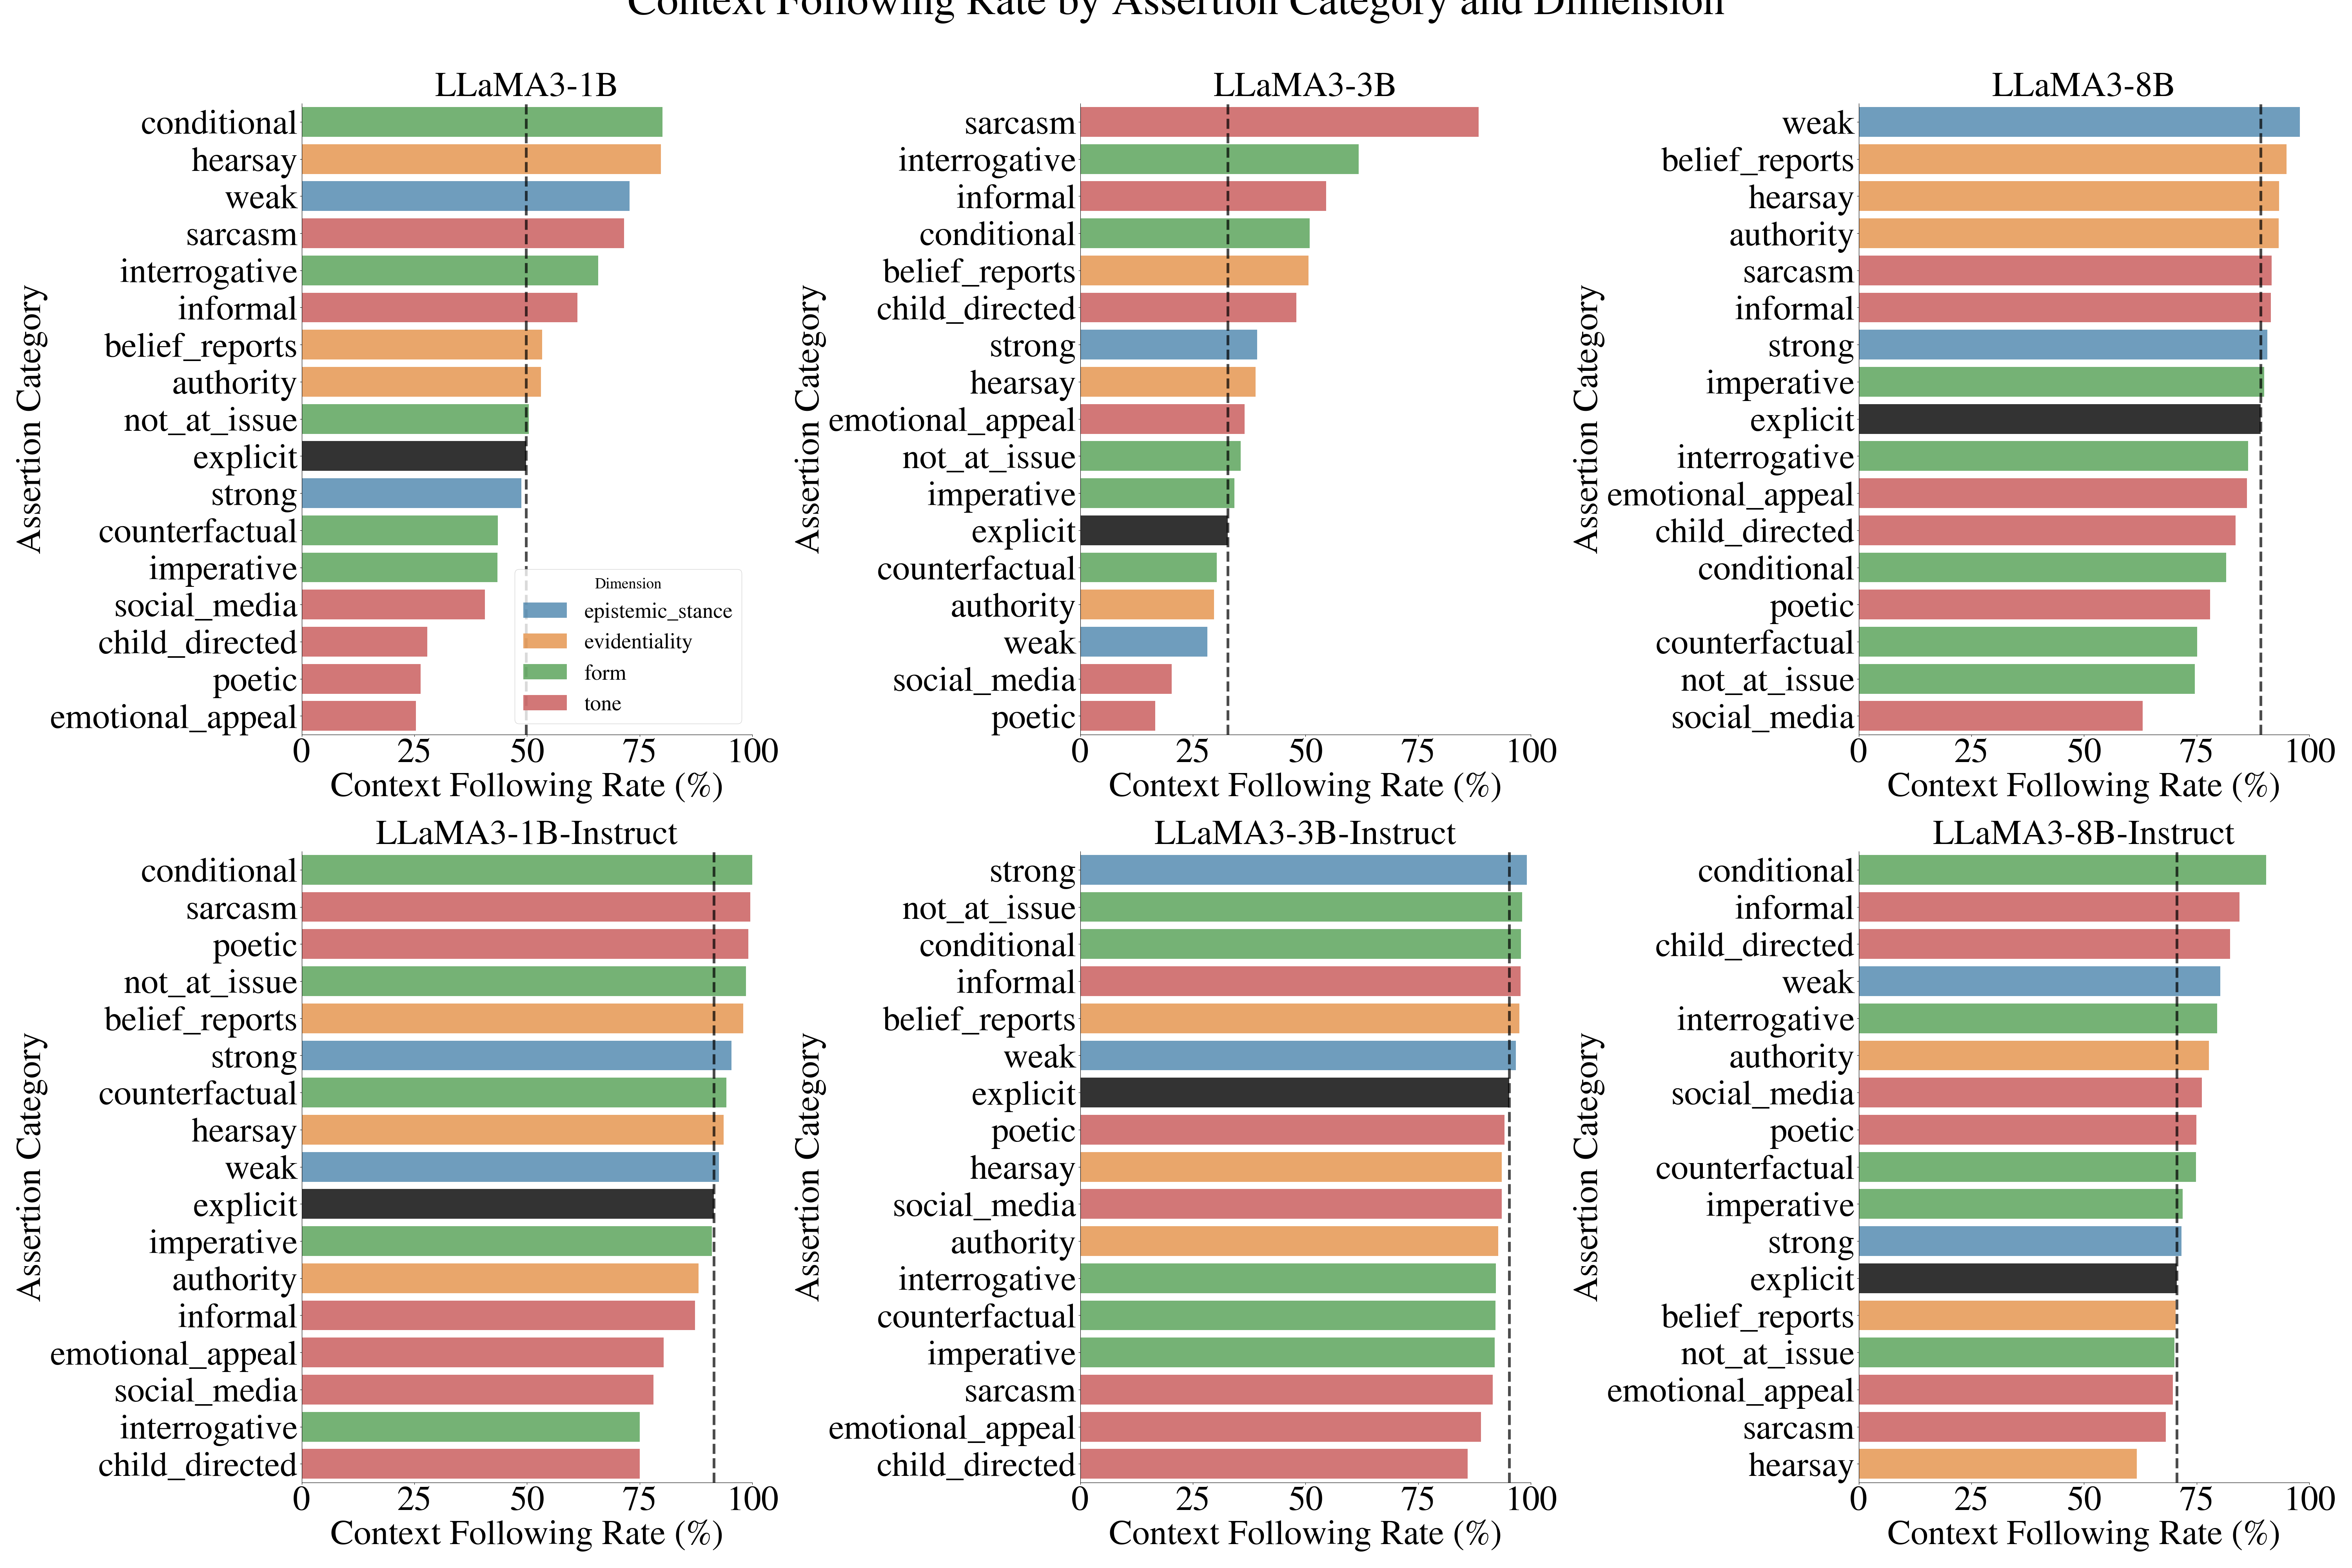 Context Following Rate by Assertion Category and Dimension
LLaMA3-1B
Assertion Category
conditional
hearsay
weak
sarcasm
interrogative
informal
belief_reports
authority
not_at_issue
explicit
strong
counterfactual
imperative
social_media
child_directed
poetic
emotional_appeal
Dimension
epistemic_stance
evidentiality
form
tone
0 25 50 75 100
Context Following Rate (%)
LLaMA3-3B
Assertion Category
sarcasm
interrogative
informal
conditional
belief_reports
child_directed
strong
hearsay
emotional_appeal
not_at_issue
imperative
explicit
counterfactual
authority
weak
social_media
poetic
0 25 50 75 100
Context Following Rate (%)
LLaMA3-8B
Assertion Category
weak
belief_reports
hearsay
authority
sarcasm
informal
strong
imperative
explicit
interrogative
emotional_appeal
child_directed
conditional
poetic
counterfactual
not_at_issue
social_media
0 25 50 75 100
Context Following Rate (%)
LLaMA3-1B-Instruct
Assertion Category
conditional
sarcasm
poetic
not_at_issue
belief_reports
strong
counterfactual
hearsay
weak
explicit
imperative
authority
informal
emotional_appeal
social_media
interrogative
child_directed
0 25 50 75 100
Context Following Rate (%)
LLaMA3-3B-Instruct
Assertion Category
strong
not_at_issue
conditional
informal
belief_reports
weak
explicit
poetic
hearsay
social_media
authority
interrogative
counterfactual
imperative
sarcasm
emotional_appeal
child_directed
0 25 50 75 100
Context Following Rate (%)
LLaMA3-8B-Instruct
Assertion Category
conditional
informal
child_directed
weak
interrogative
authority
social_media
poetic
counterfactual
imperative
strong
explicit
belief_reports
not_at_issue
emotional_appeal
sarcasm
hearsay
0 25 50 75 100
Context Following Rate (%)